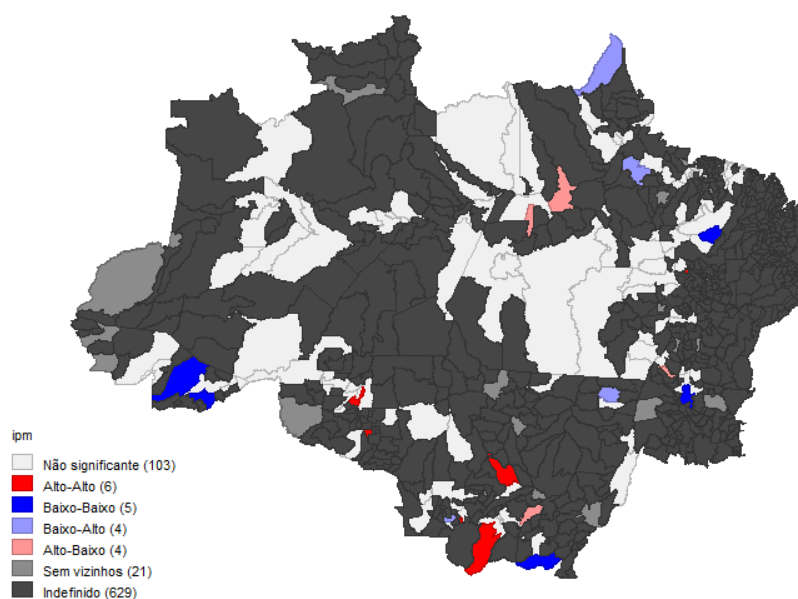 ipm
Não significante (103)
Alto-Alto (6)
Baixo-Baixo (5)
Baixo-Alto (4)
Alto-Baixo (4)
Sem vizinhos (21)
Indefinido (629)